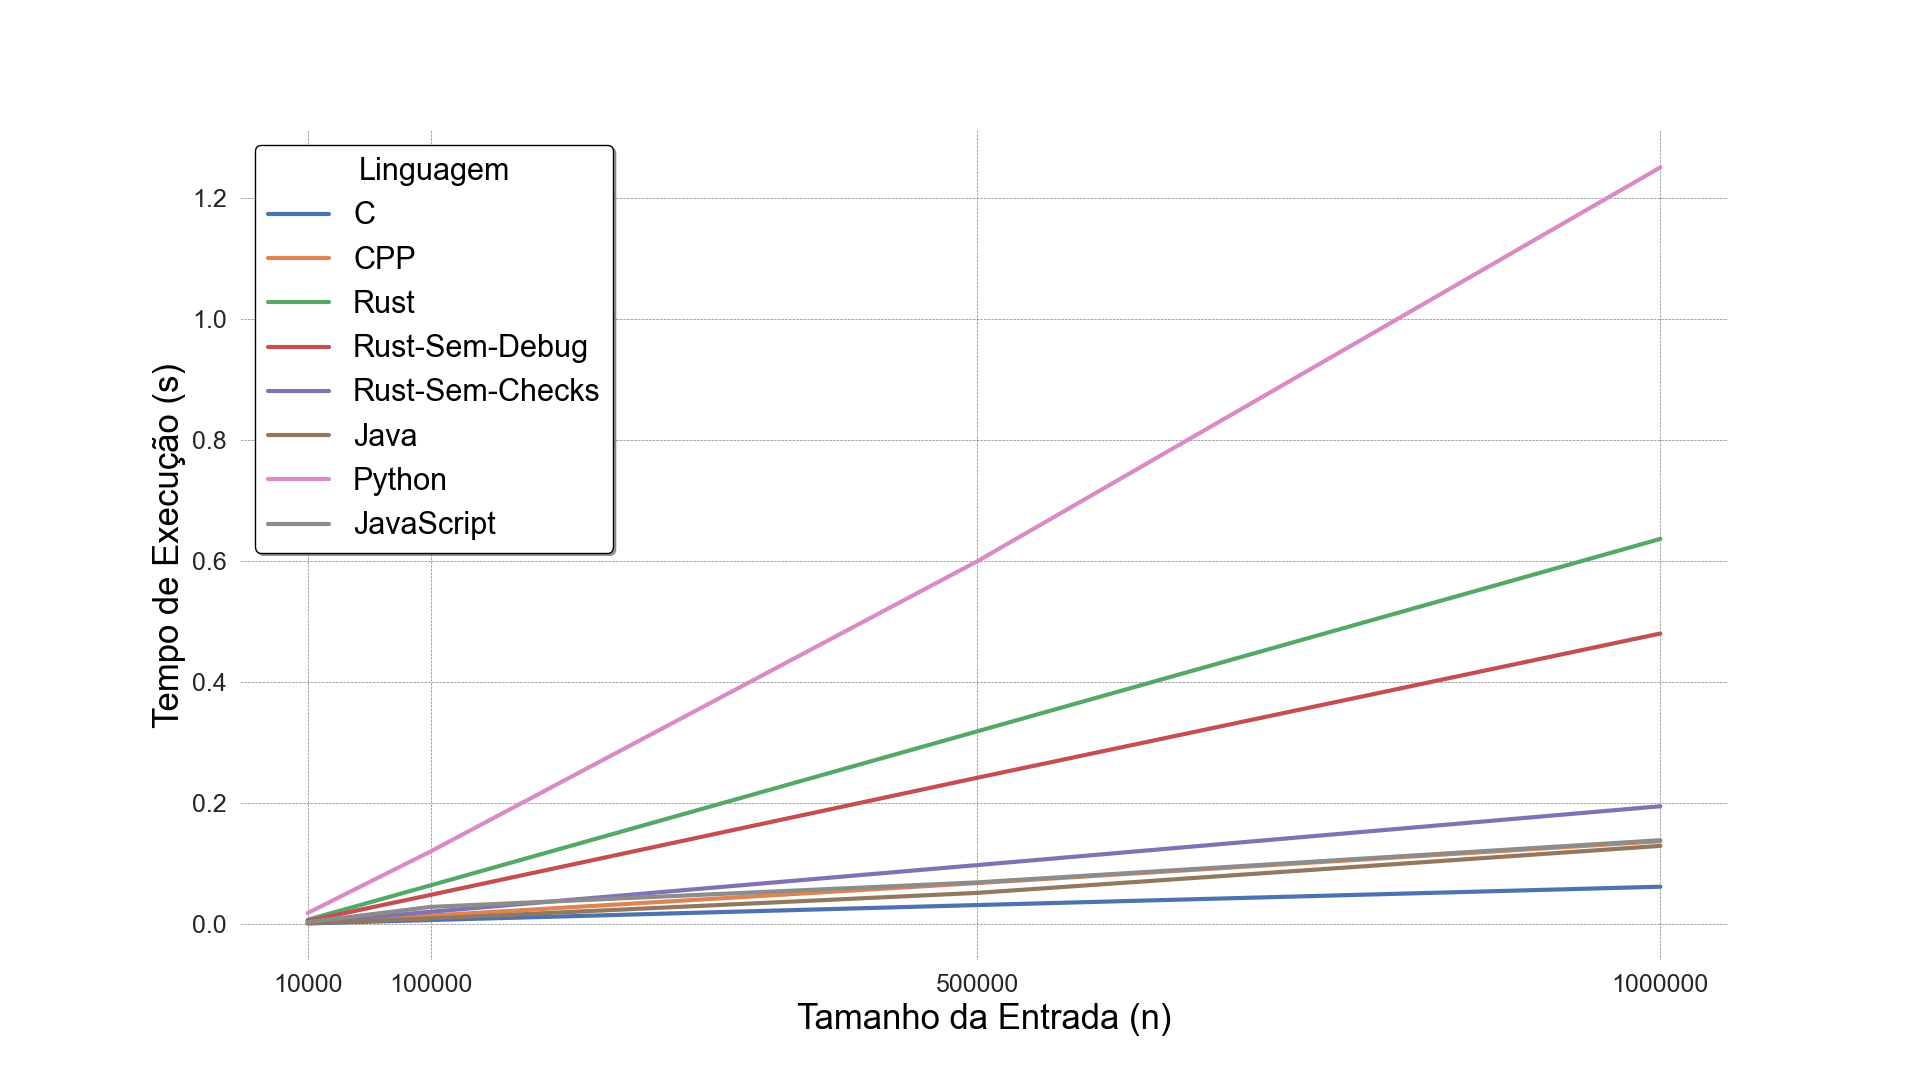 Linguagem
C
CPP
Rust
Rust-Sem-Debug
Rust-Sem-Checks
Java
Python
JavaScript
Tempo de Execução (s)
1.2
1.0
0.8
0.6
0.4
0.2
0.0
10000 100000 500000 1000000
Tamanho da Entrada (n)